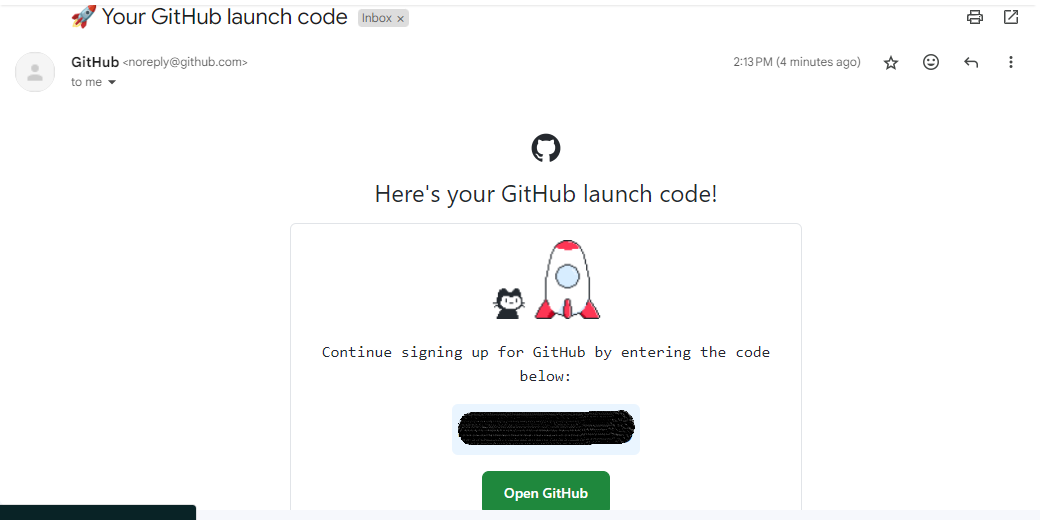 🚀 Your GitHub launch code Inbox ×
GitHub <noreply@github.com> 2:13 PM (4 minutes ago)
to me
Here's your GitHub launch code!
Continue signing up for GitHub by entering the code
below:
Open GitHub